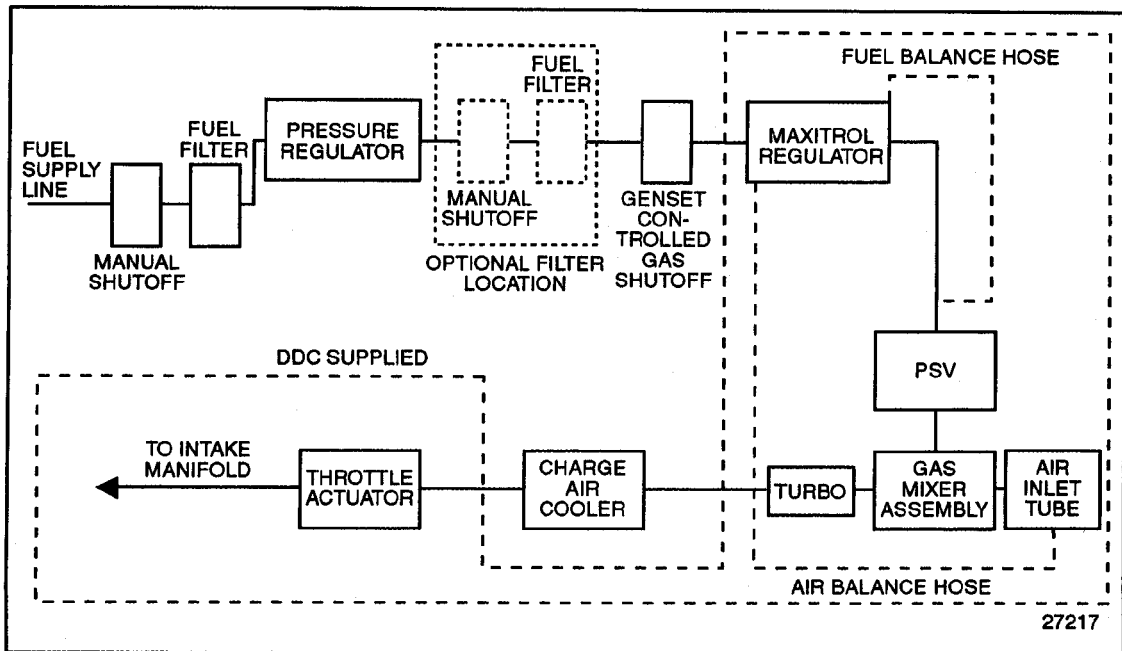 FUEL BALANCE HOSE
FUEL
FILTER
FUEL
SUPPLY
LINE
FUEL
FILTER
PRESSURE
REGULATOR
MAXITROL
REGULATOR
MANUAL
SHUTOFF
MANUAL
SHUTOFF
OPTIONAL FILTER
LOCATION
GENSET
CON-
TROLLED
GAS
SHUTOFF
DDC SUPPLIED
PSV
TO INTAKE
MANIFOLD
THROTTLE
ACTUATOR
CHARGE
AIR
COOLER
TURBO
GAS
MIXER
ASSEMBLY
AIR
INLET
TUBE
AIR BALANCE HOSE
27217